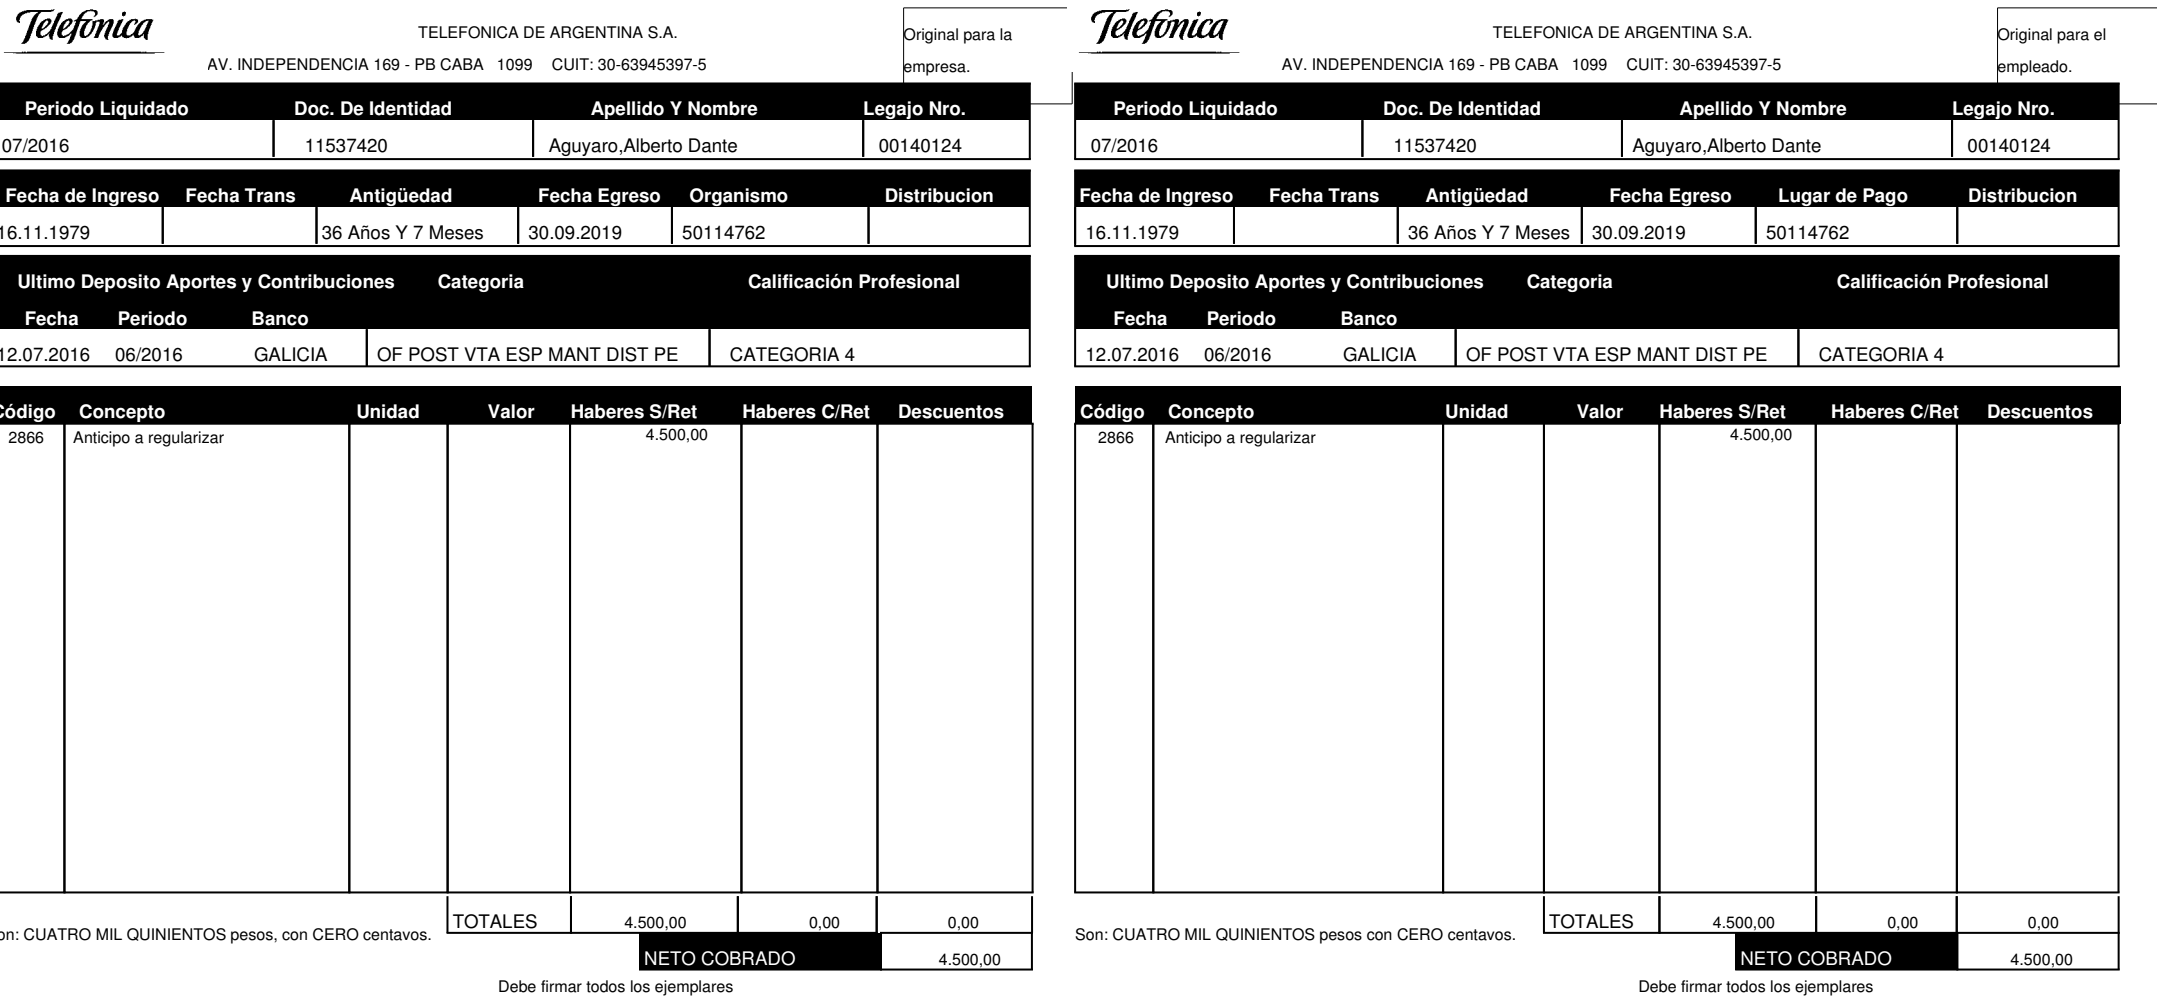 Telefónica
TELEFONICA DE ARGENTINA S.A.
Original para la
AV. INDEPENDENCIA 169 - PB CABA 1099 CUIT: 30-63945397-5
empresa.
Periodo Liquidado Doc. De Identidad Apellido Y Nombre Legajo Nro.
07/2016 11537420 Aguyaro,Alberto Dante 00140124
Fecha de Ingreso Fecha Trans Antigüedad Fecha Egreso Organismo Distribucion
16.11.1979 36 Años Y 7 Meses 30.09.2019 50114762
Ultimo Deposito Aportes y Contribuciones Categoria Calificación Profesional
Fecha Periodo Banco
12.07.2016 06/2016 GALICIA OF POST VTA ESP MANT DIST PE CATEGORIA 4
Código Concepto Unidad Valor Haberes S/Ret Haberes C/Ret Descuentos
2866 Anticipo a regularizar 4.500,00
TOTALES 4.500,00 0,00 0,00
on: CUATRO MIL QUINIENTOS pesos, con CERO centavos.
NETO COBRADO 4.500,00
Debe firmar todos los ejemplares
Telefónica
TELEFONICA DE ARGENTINA S.A.
Original para el
AV. INDEPENDENCIA 169 - PB CABA 1099 CUIT: 30-63945397-5
empleado.
Periodo Liquidado Doc. De Identidad Apellido Y Nombre Legajo Nro.
07/2016 11537420 Aguyaro,Alberto Dante 00140124
Fecha de Ingreso Fecha Trans Antigüedad Fecha Egreso Lugar de Pago Distribucion
16.11.1979 36 Años Y 7 Meses 30.09.2019 50114762
Ultimo Deposito Aportes y Contribuciones Categoria Calificación Profesional
Fecha Periodo Banco
12.07.2016 06/2016 GALICIA OF POST VTA ESP MANT DIST PE CATEGORIA 4
Código Concepto Unidad Valor Haberes S/Ret Haberes C/Ret Descuentos
2866 Anticipo a regularizar 4.500,00
TOTALES 4.500,00 0,00 0,00
Son: CUATRO MIL QUINIENTOS pesos con CERO centavos.
NETO COBRADO 4.500,00
Debe firmar todos los ejemplares